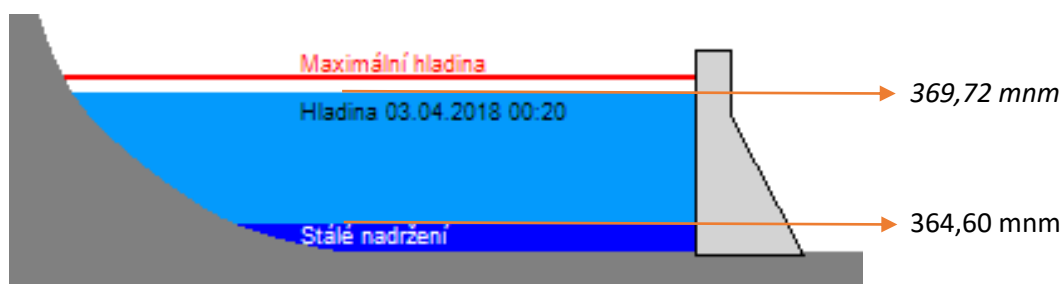 Maximální hladina
369,72 mnm
Hladina 03.04.2018 00:20
364,60 mnm
Stálé nadržení